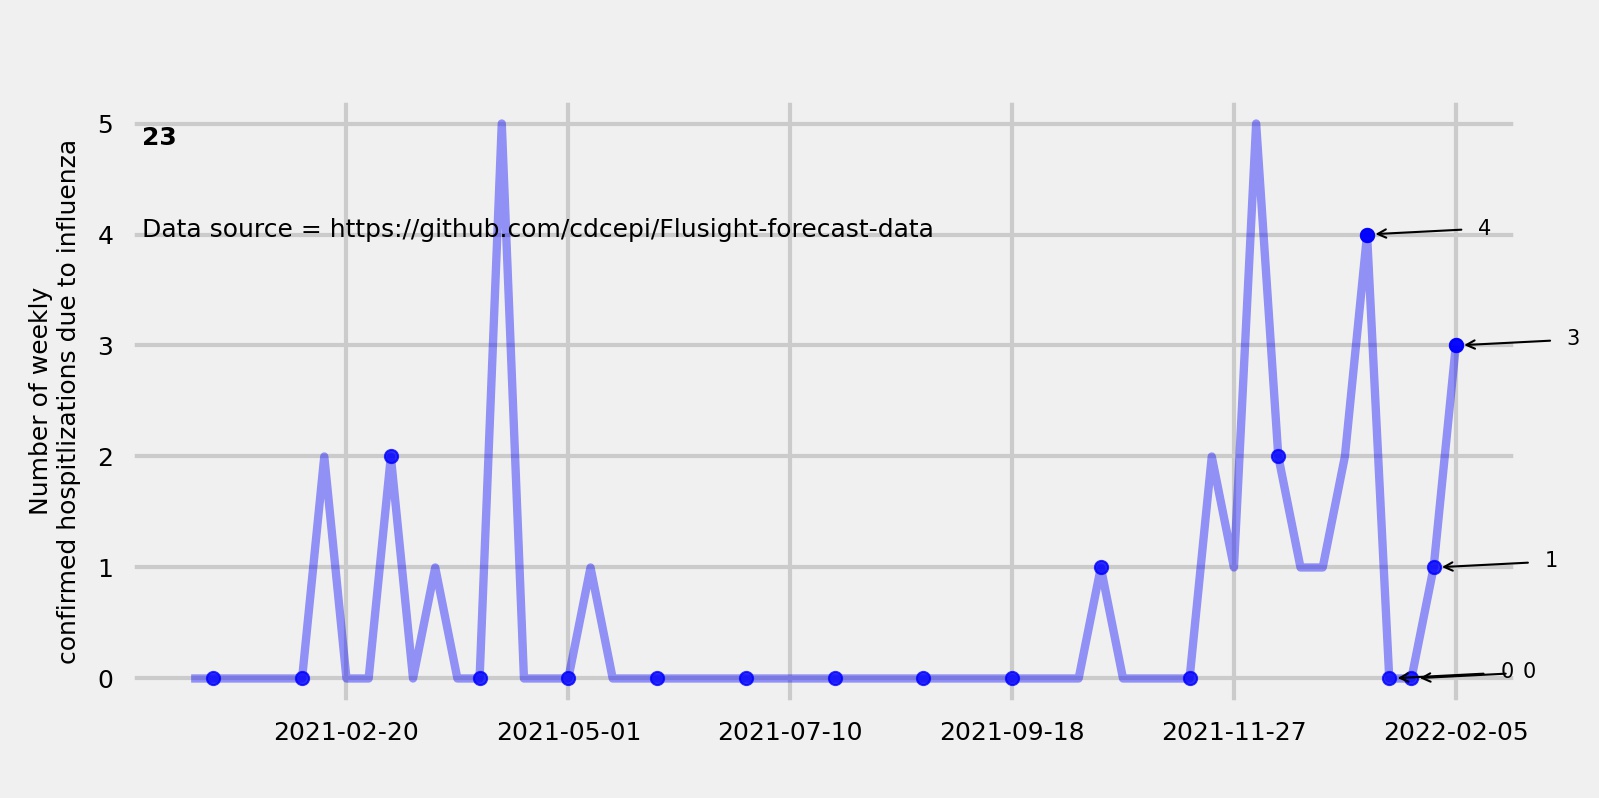 23
Data source = https://github.com/cdcepi/Flusight-forecast-data
Number of weekly
confirmed hospitlizations due to influenza
5
4
3
2
1
0
4
3
1
0 0
2021-02-20 2021-05-01 2021-07-10 2021-09-18 2021-11-27 2022-02-05